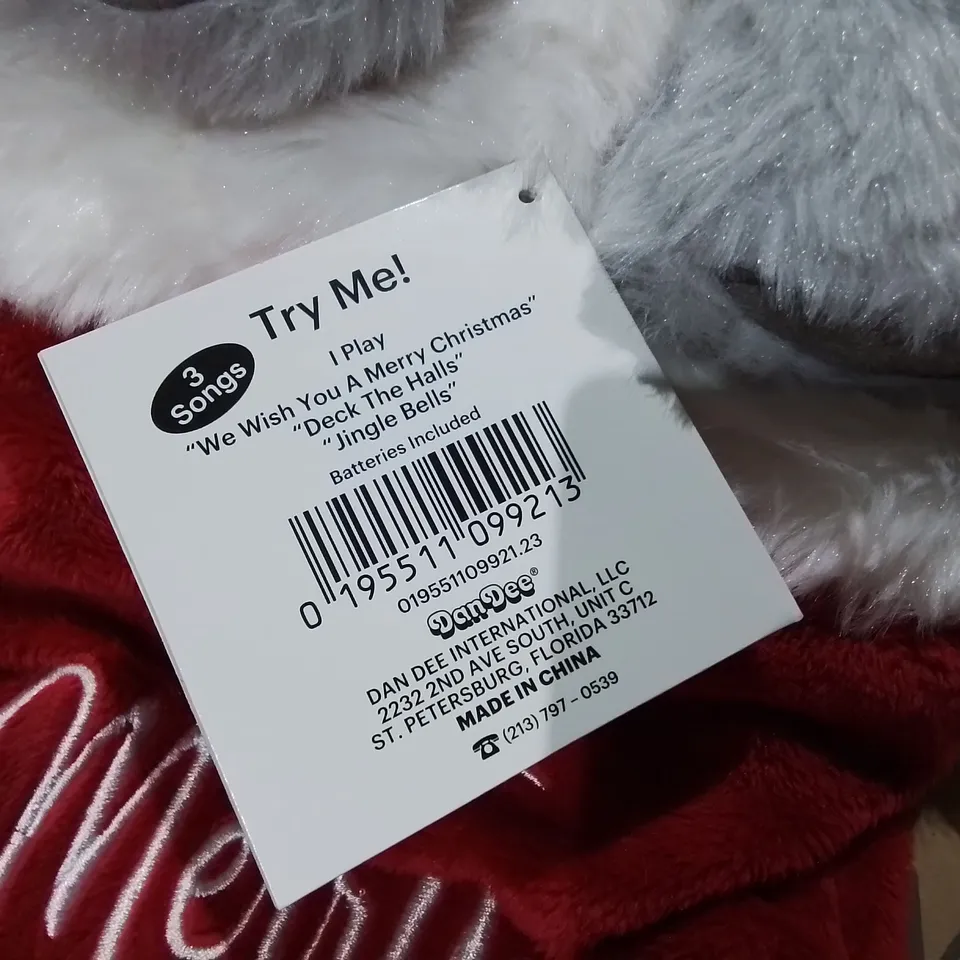 Try Me!
3
Songs
I Play
“We Wish You A Merry Christmas”
“Deck The Halls”
“Jingle Bells”
Batteries Included
0 195511 099213
019551109921.23
DanDee®
DAN DEE INTERNATIONAL, LLC
2232 2ND AVE SOUTH, UNIT C
ST. PETERSBURG, FLORIDA 33712
MADE IN CHINA
(213) 797 - 0539
Merry